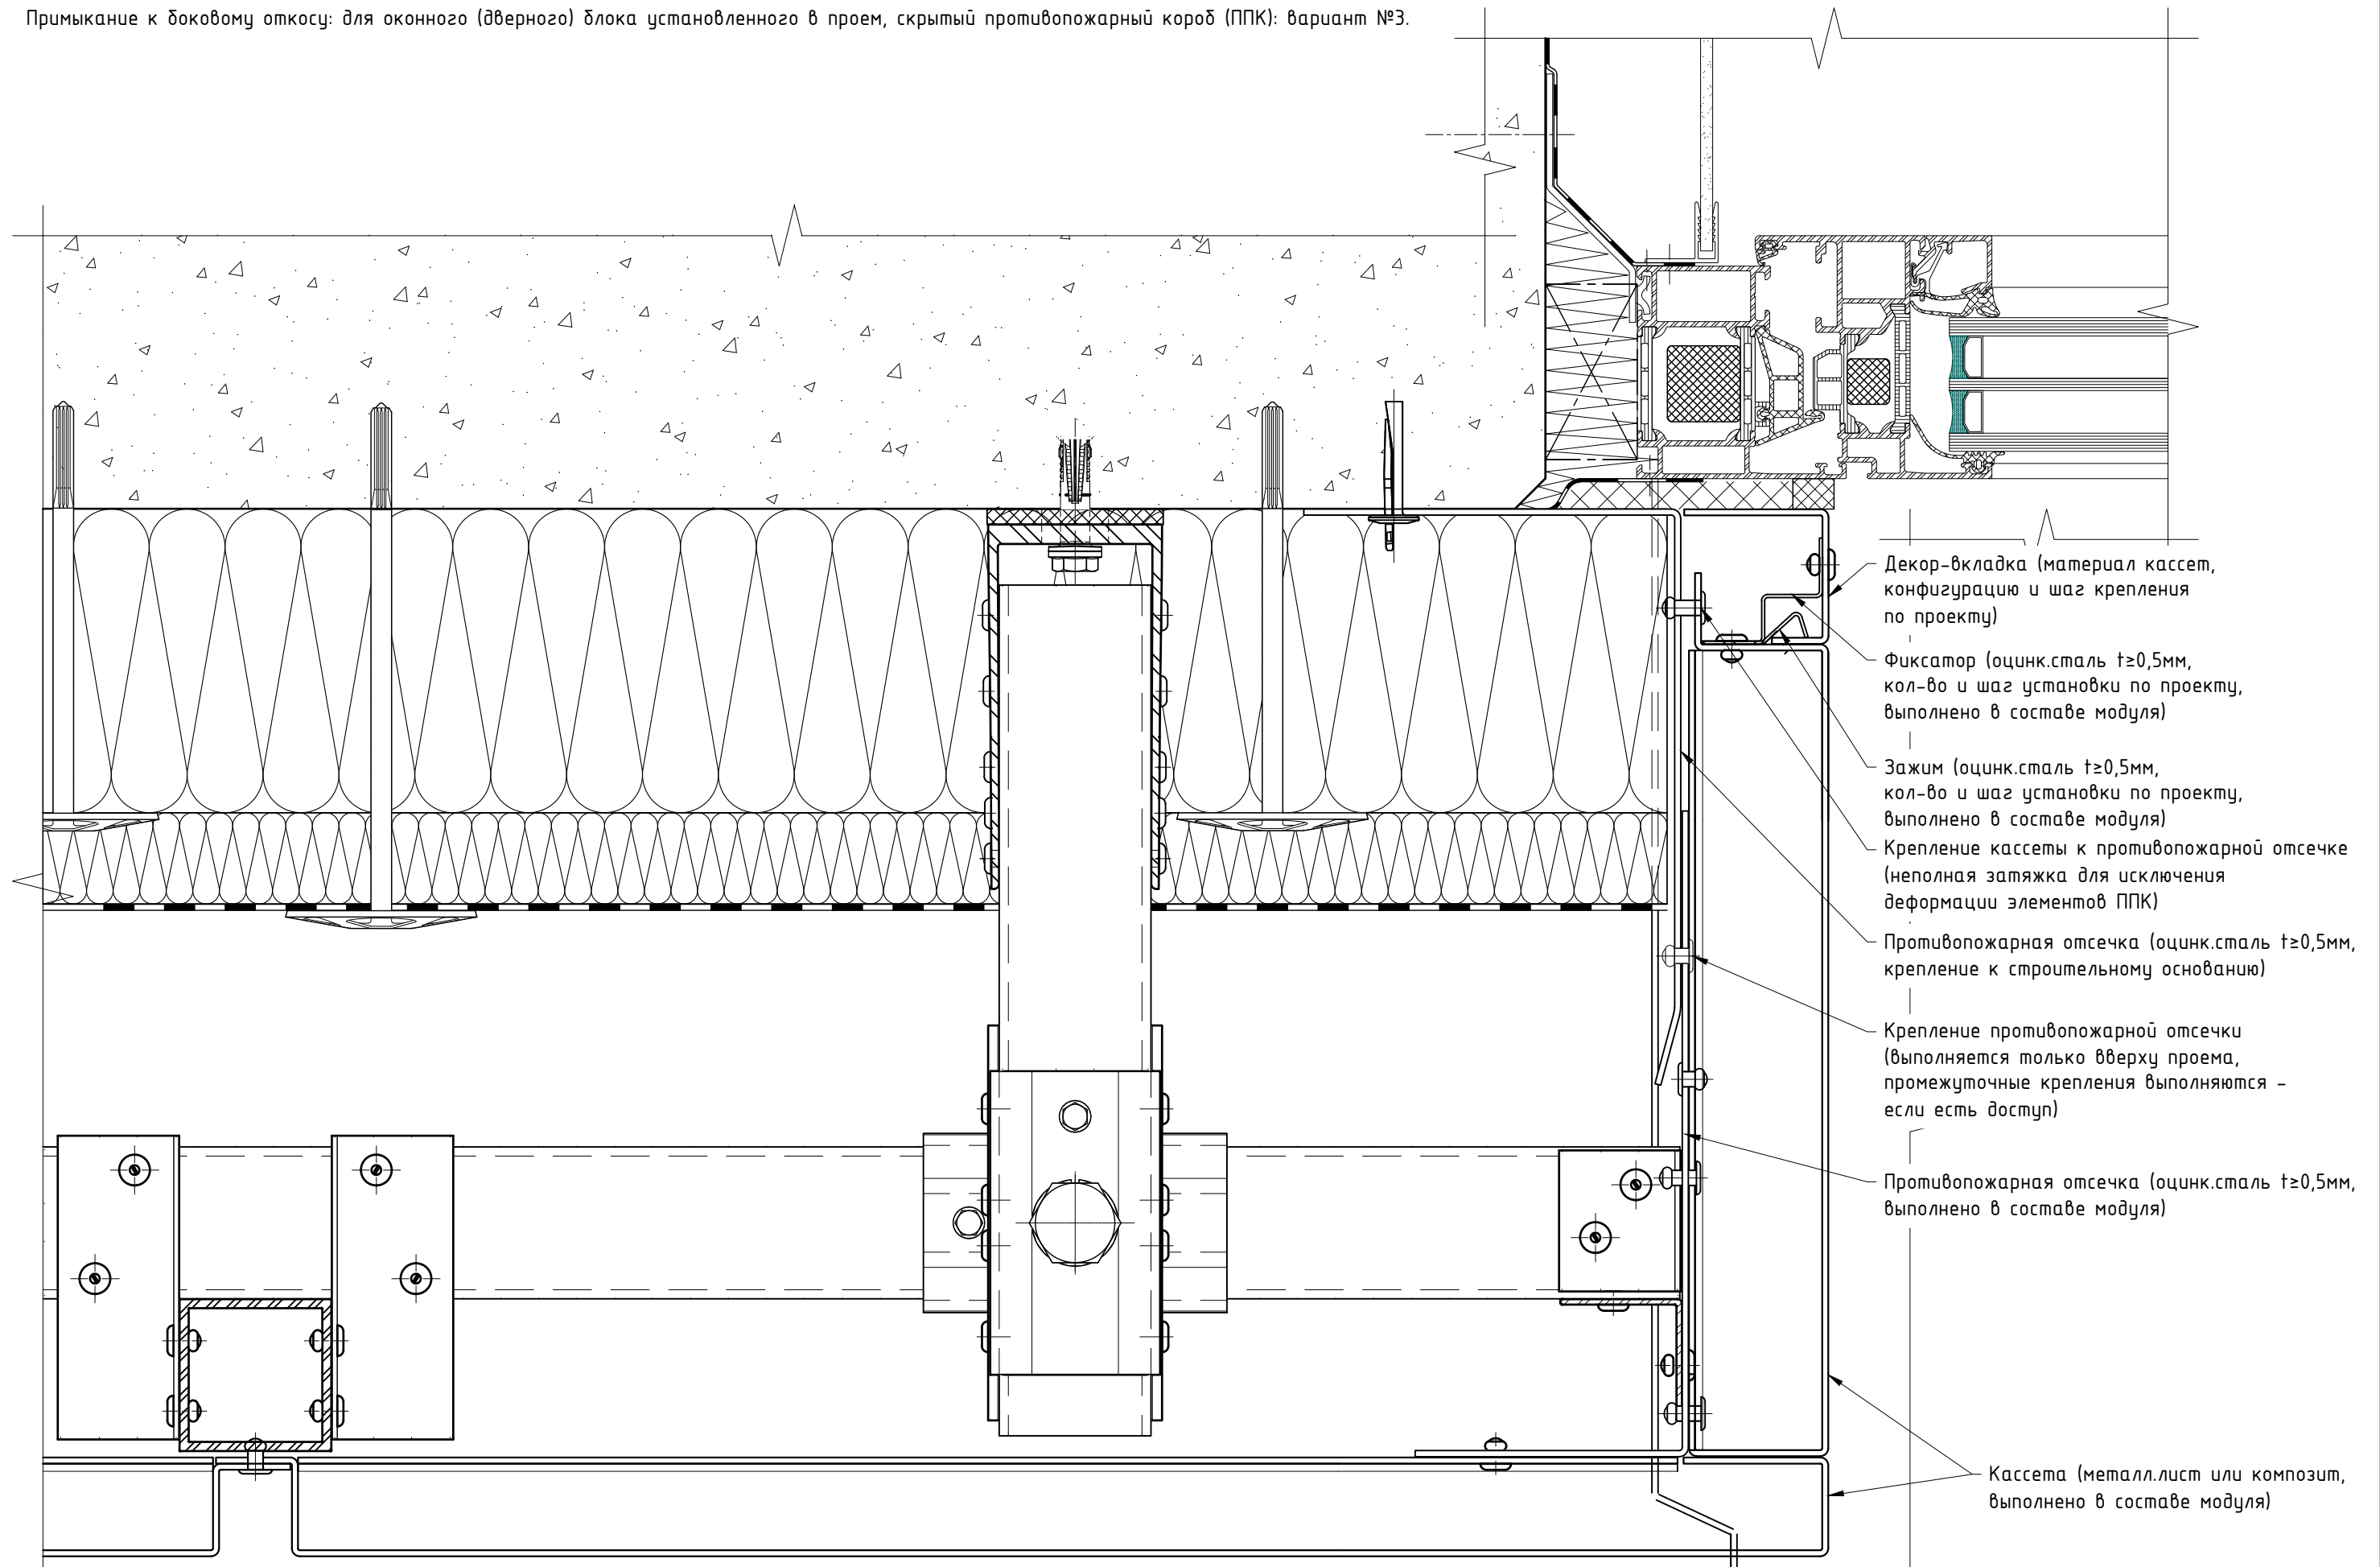 Примыкание к боковому откосу: для оконного (дверного) блока установленного в проем, скрытый противопожарный короб (ППК): вариант №3.
Декор-вкладка (материал кассет,
конфигурацию и шаг крепления
по проекту)
Фиксатор (оцинк.сталь t≥0,5мм,
кол-во и шаг установки по проекту,
выполнено в составе модуля)
Зажим (оцинк.сталь t≥0,5мм,
кол-во и шаг установки по проекту,
выполнено в составе модуля)
Крепление кассеты к противопожарной отсечке
(неполная затяжка для исключения
деформации элементов ППК)
Противопожарная отсечка (оцинк.сталь t≥0,5мм,
крепление к строительному основанию)
Крепление противопожарной отсечки
(выполняется только вверху проема,
промежуточные крепления выполняются -
если есть доступ)
Противопожарная отсечка (оцинк.сталь t≥0,5мм,
выполнено в составе модуля)
Кассета (металл.лист или композит,
выполнено в составе модуля)